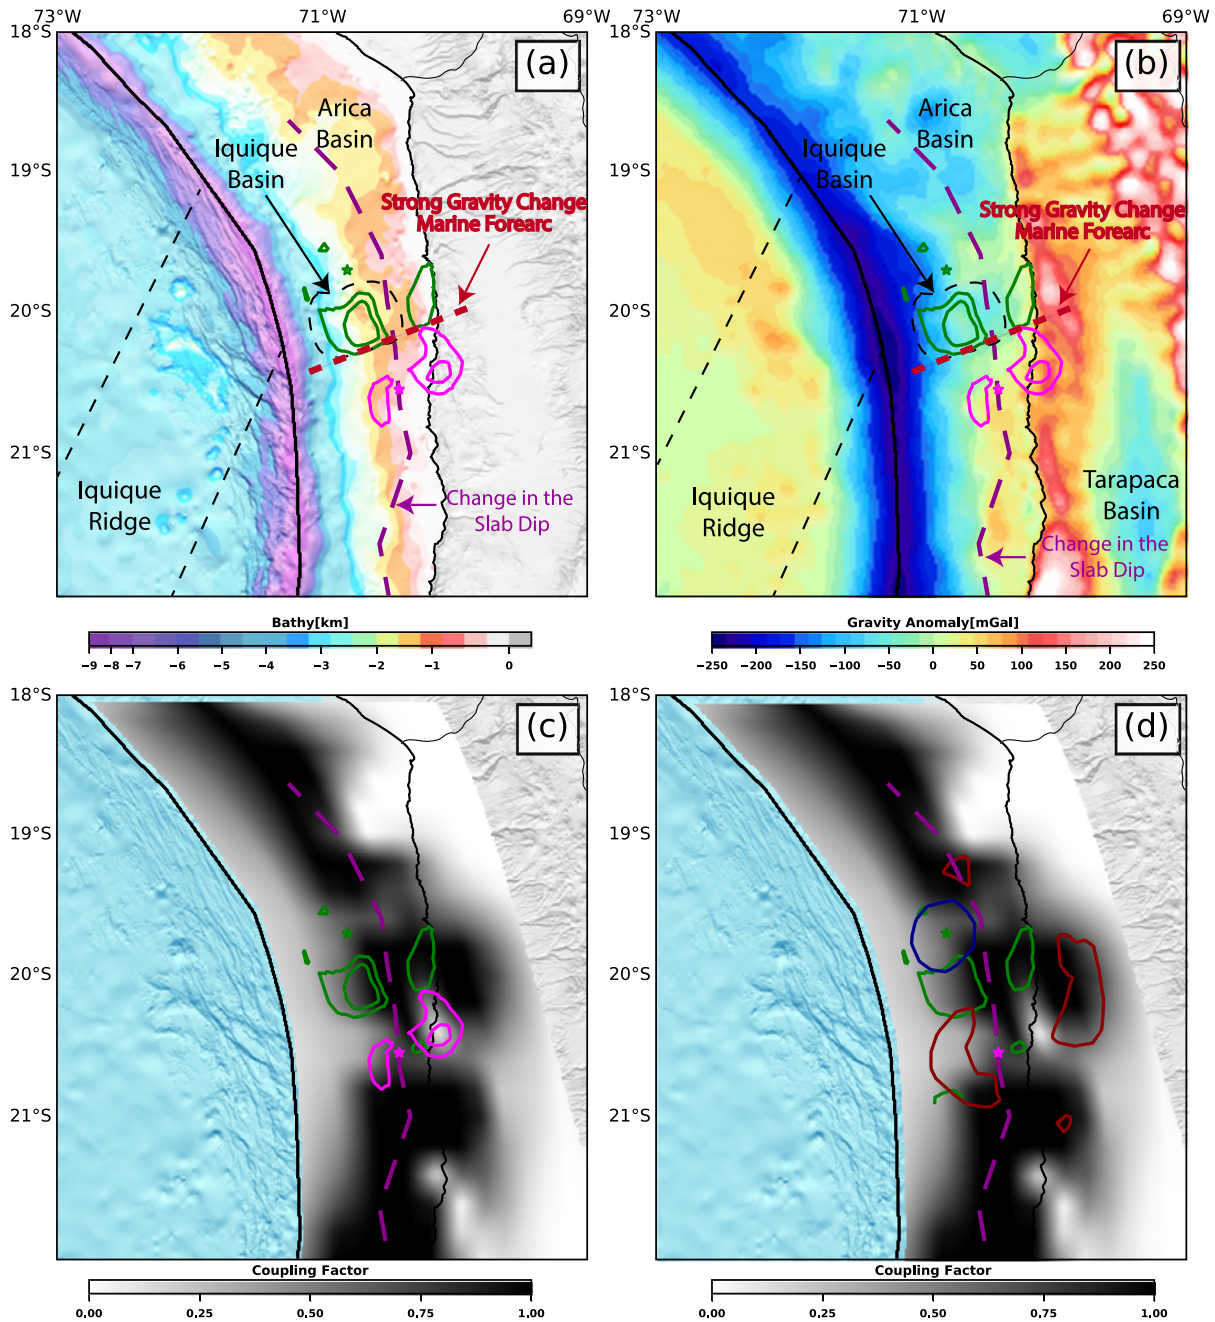 73°W 71°W 69°W 73°W 71°W 69°W
18°S
(a)
Arica
Basin
Iquique
Basin
19°S
Strong Gravity Change
Marine Forearc
20°S
21°S
Iquique
Ridge
Change in the
Slab Dip
Bathy[km]
−9 −8 −7 −6 −5 −4 −3 −2 −1 0
18°S
(b)
Arica
Basin
Iquique
Basin
19°S
Strong Gravity Change
Marine Forearc
20°S
21°S
Iquique
Ridge
Tarapaca
Basin
Change in the
Slab Dip
Gravity Anomaly[mGal]
−250 −200 −150 −100 −50 0 50 100 150 200 250
18°S
(c)
19°S
20°S
21°S
Coupling Factor
0.00 0.25 0.50 0.75 1.00
18°S
(d)
19°S
20°S
21°S
Coupling Factor
0.00 0.25 0.50 0.75 1.00